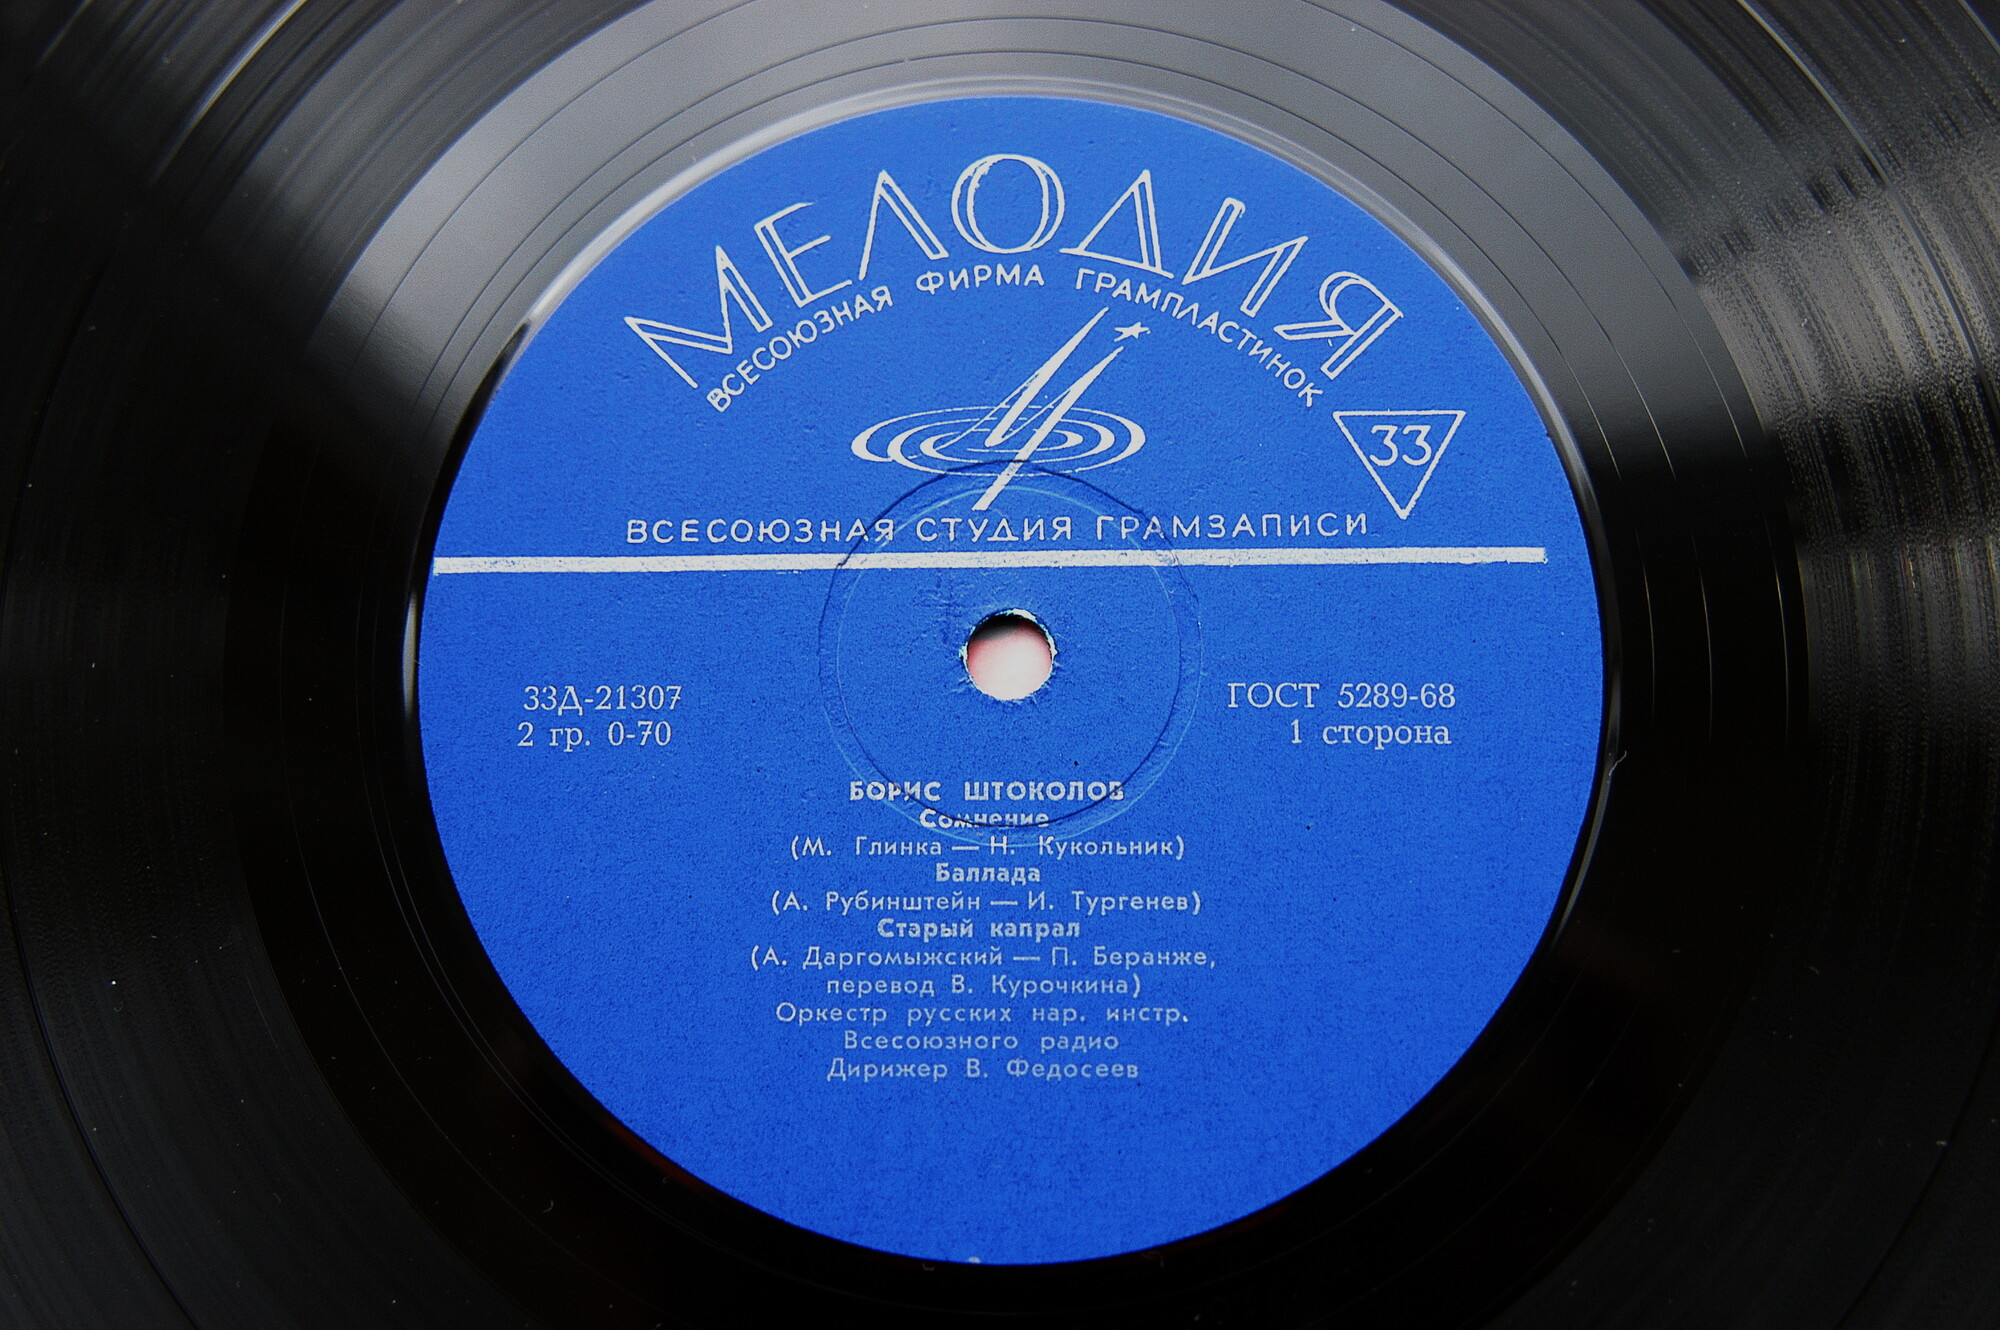 МЕЛОДИЯ
ВСЕСОЮЗНАЯ ФИРМА ГРАМПЛАСТИНОК
33
ВСЕСОЮЗНАЯ СТУДИЯ ГРАМЗАПИСИ
33Д-21307
2 гр. 0-70
ГОСТ 5289-68
1 сторона
БОРИС ШТОКОЛОВ
Сомнение
(М. Глинка — Н. Кукольник)
Баллада
(А. Рубинштейн — И. Тургенев)
Старый капрал
(А. Даргомыжский — П. Беранже,
перевод В. Курочкина)
Оркестр русских нар. инстр.
Всесоюзного радио
Дирижер В. Федосеев